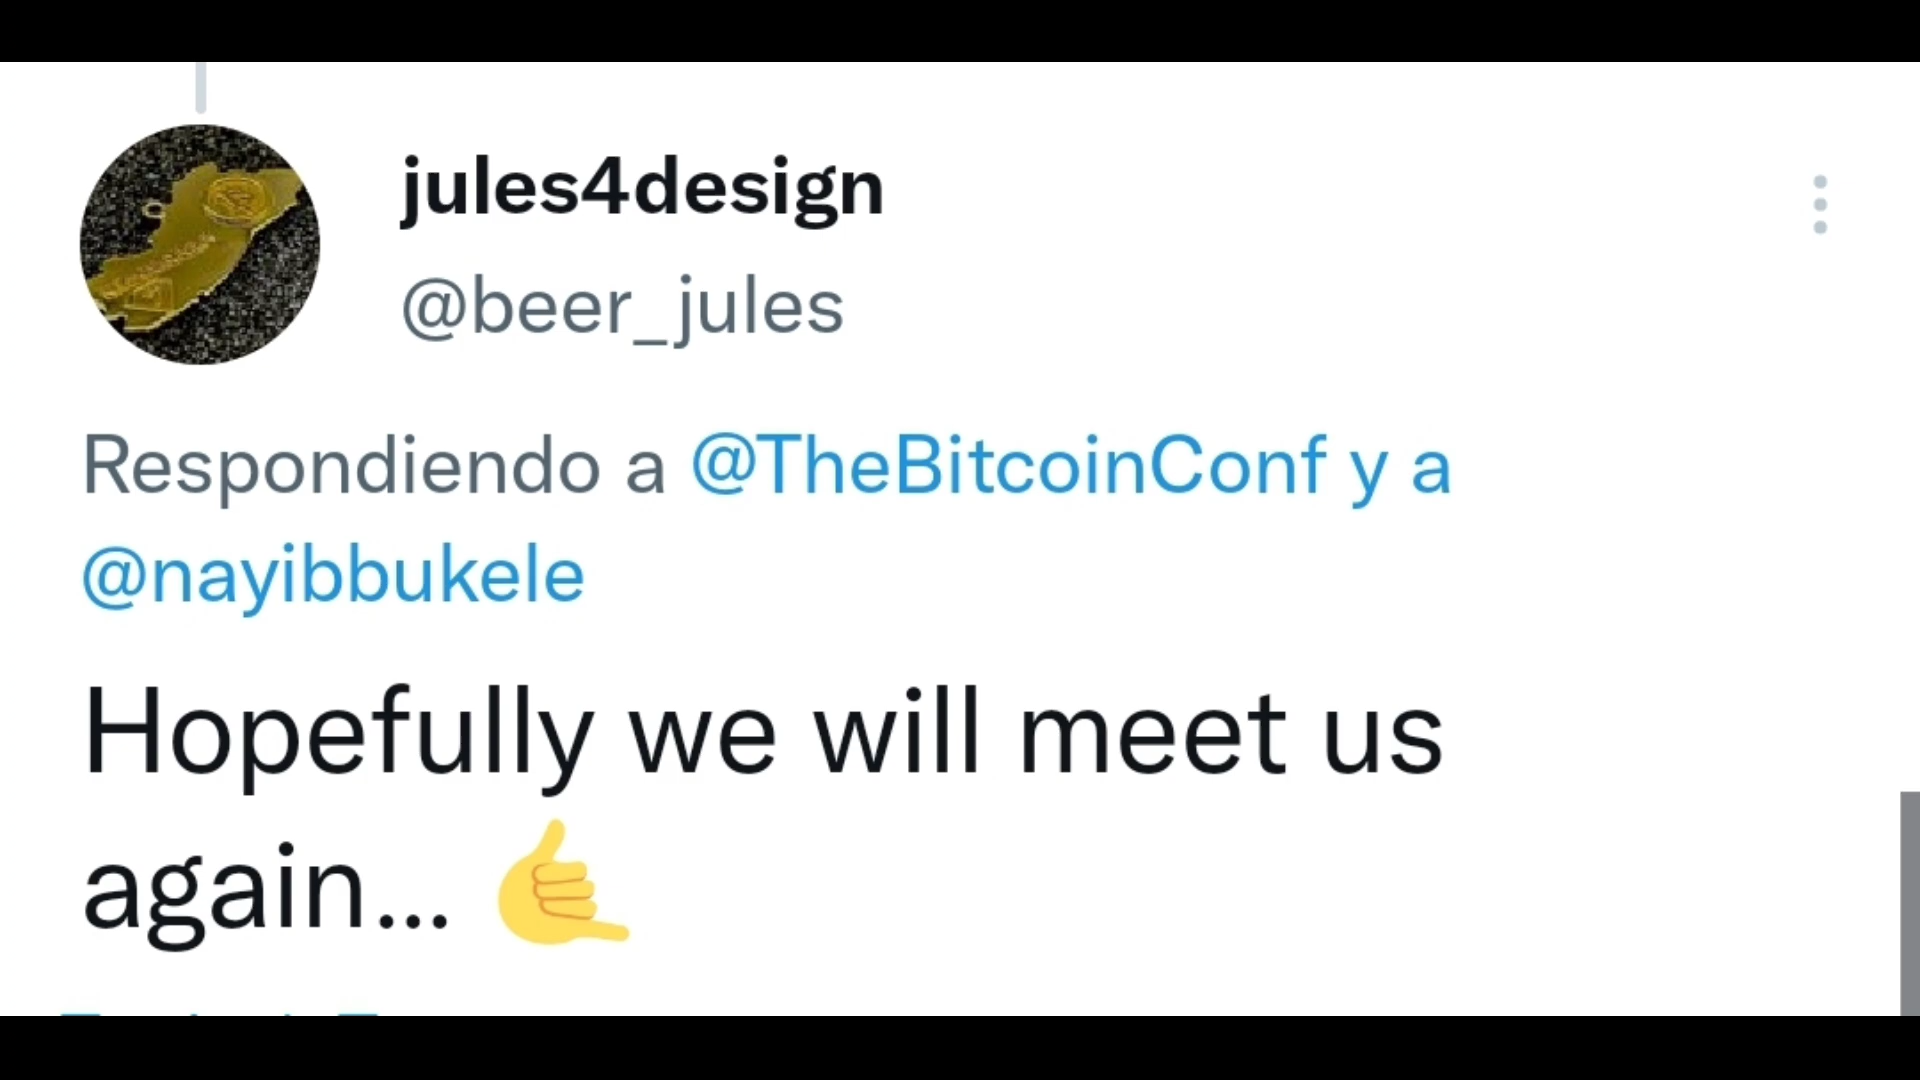 jules4design
@beer_jules
Respondiendo a @TheBitcoinConf y a
@nayibbukele
Hopefully we will meet us
again... 🤙